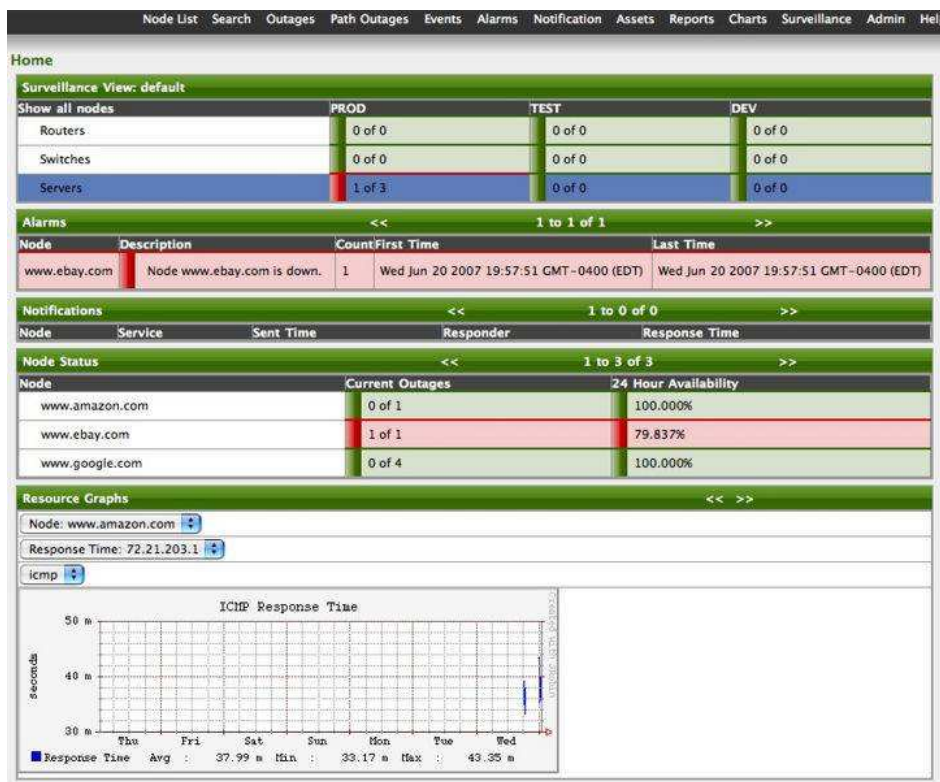 Node List Search Outages Path Outages Events Alarms Notification Assets Reports Charts Surveillance Admin Hel
Home
Surveillance View: default
Show all nodes PROD TEST DEV
Routers 0 of 0 0 of 0 0 of 0
Switches 0 of 0 0 of 0 0 of 0
Servers 1 of 3 0 of 0 0 of 0
Alarms << 1 to 1 of 1 >>
Node Description Count First Time Last Time
www.ebay.com Node www.ebay.com is down. 1 Wed Jun 20 2007 19:57:51 GMT-0400 (EDT) Wed Jun 20 2007 19:57:51 GMT-0400 (EDT)
Notifications << 1 to 0 of 0 >>
Node Service Sent Time Responder Response Time
Node Status << 1 to 3 of 3 >>
Node Current Outages 24 Hour Availability
www.amazon.com 0 of 1 100.000%
www.ebay.com 1 of 1 79.837%
www.google.com 0 of 4 100.000%
Resource Graphs << >>
Node: www.amazon.com
Response Time: 72.21.203.1
icmp
ICMP Response Time
50 m
40 m
30 m
seconds
Thu Fri Sat Sun Mon Tue Wed
Response Time Avg : 37.99 m Min : 33.17 m Max : 43.35 m